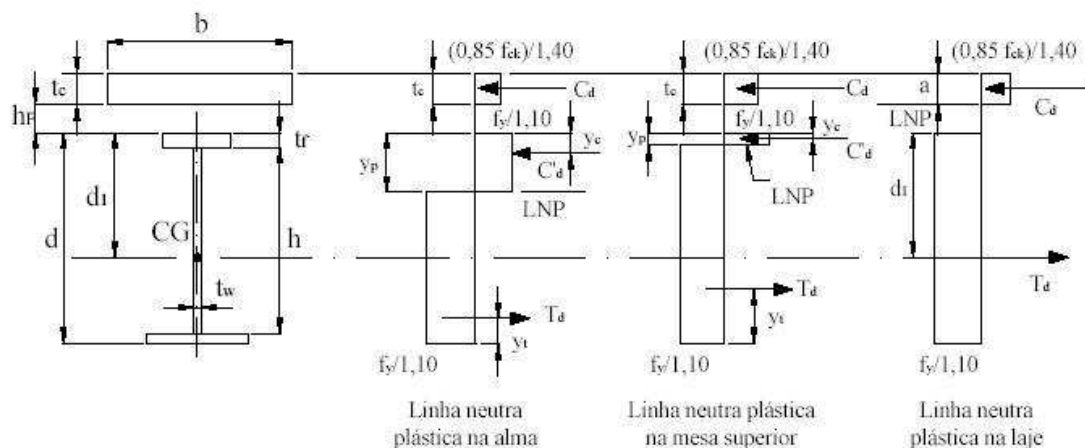 b
(0,85 fck)/1,40
(0,85 fck)/1,40
(0,85 fck)/1,40
tc
tc
Cd
tc
Cd
a
Cd
hF
fy/1,10
fy/1,10
LNP
tf
yp
yc
C'd
yp
yc
C'd
LNP
LNP
d1
d
CG
h
d1
tw
Td
yt
Td
yt
Td
fy/1,10
fy/1,10
fy/1,10
Linha neutra
plástica na alma
Linha neutra plástica
na mesa superior
Linha neutra
plástica na laje